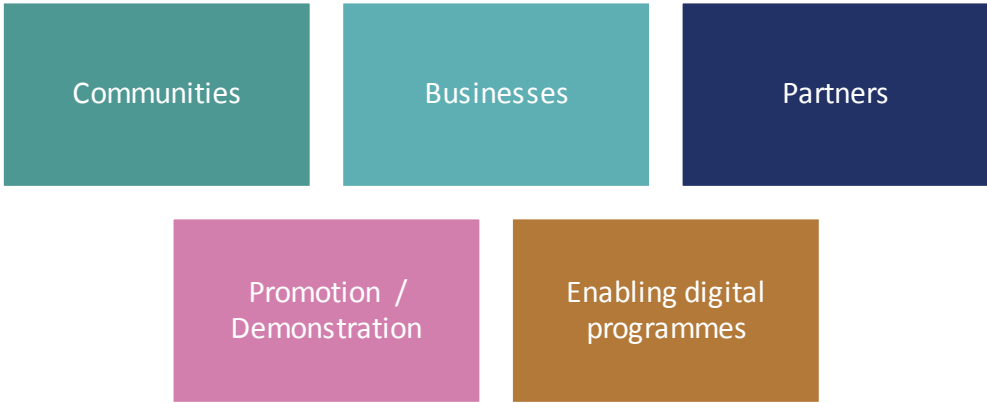 Communities
Businesses
Partners
Promotion /
Demonstration
Enabling digital
programmes